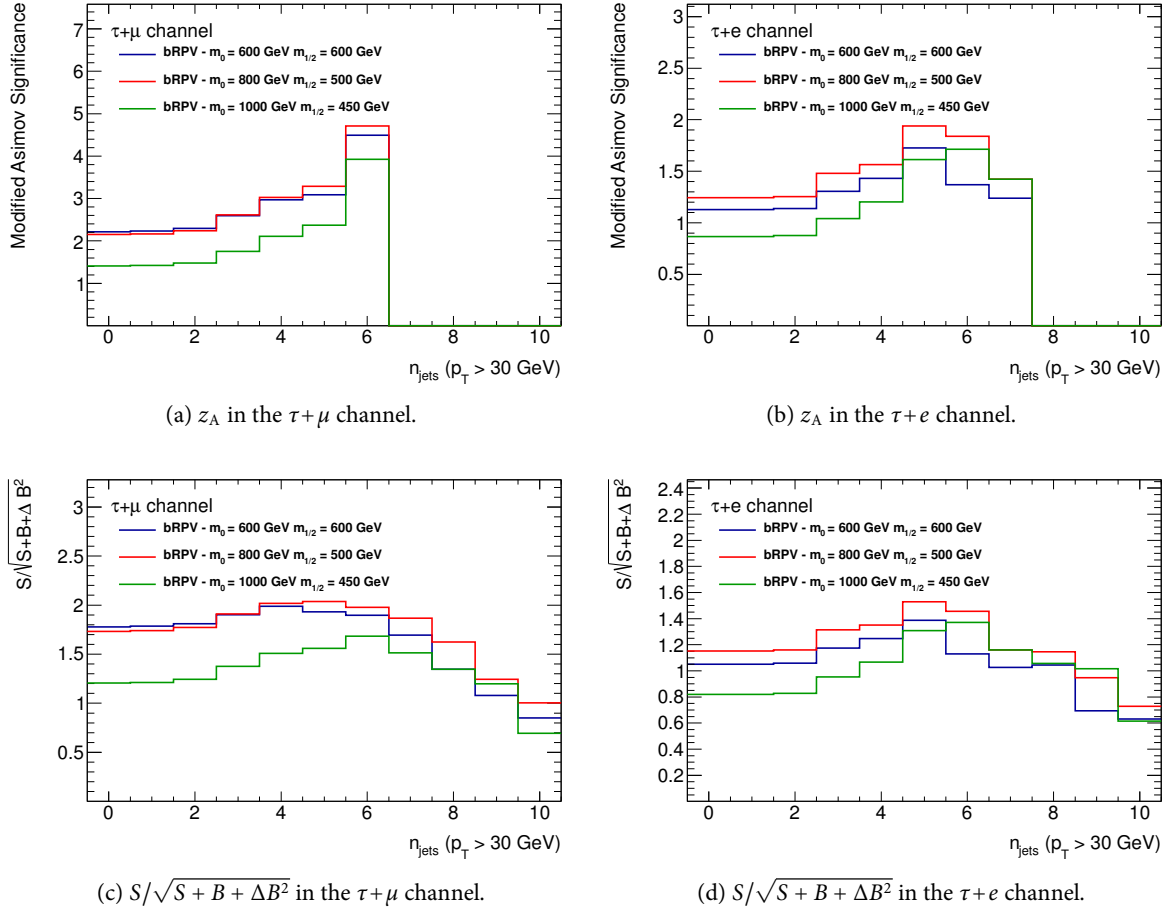 Modified Asimov Significance
7
6
5
4
3
2
1
τ+μ channel
bRPV - m₀ = 600 GeV m₁/₂ = 600 GeV
bRPV - m₀ = 800 GeV m₁/₂ = 500 GeV
bRPV - m₀ = 1000 GeV m₁/₂ = 450 GeV
0 2 4 6 8 10
n_jets (p_T > 30 GeV)
(a) z_A in the τ+μ channel.
Modified Asimov Significance
3
2.5
2
1.5
1
0.5
τ+e channel
bRPV - m₀ = 600 GeV m₁/₂ = 600 GeV
bRPV - m₀ = 800 GeV m₁/₂ = 500 GeV
bRPV - m₀ = 1000 GeV m₁/₂ = 450 GeV
0 2 4 6 8 10
n_jets (p_T > 30 GeV)
(b) z_A in the τ+e channel.
S/√S+B+Δ B²
3
2.5
2
1.5
1
0.5
τ+μ channel
bRPV - m₀ = 600 GeV m₁/₂ = 600 GeV
bRPV - m₀ = 800 GeV m₁/₂ = 500 GeV
bRPV - m₀ = 1000 GeV m₁/₂ = 450 GeV
0 2 4 6 8 10
n_jets (p_T > 30 GeV)
(c) S/√S + B + ΔB² in the τ+μ channel.
S/√S+B+Δ B²
2.4
2.2
2
1.8
1.6
1.4
1.2
1
0.8
0.6
0.4
0.2
τ+e channel
bRPV - m₀ = 600 GeV m₁/₂ = 600 GeV
bRPV - m₀ = 800 GeV m₁/₂ = 500 GeV
bRPV - m₀ = 1000 GeV m₁/₂ = 450 GeV
0 2 4 6 8 10
n_jets (p_T > 30 GeV)
(d) S/√S + B + ΔB² in the τ+e channel.